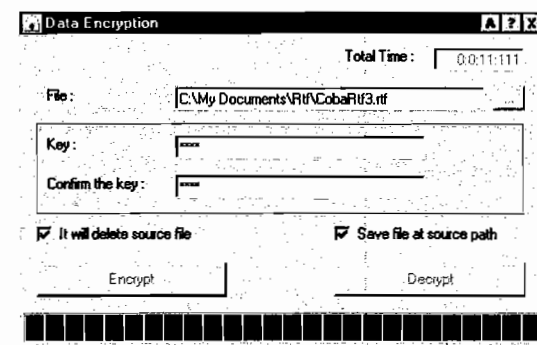 Data Encryption A ? X
Total Time : 0:0:11:111
File : C:\My Documents\Rtf\CobaRtf3.rtf ...
Key : ****
Confirm the key : ****
It will delete source file Save file at source path
Encrypt Decrypt